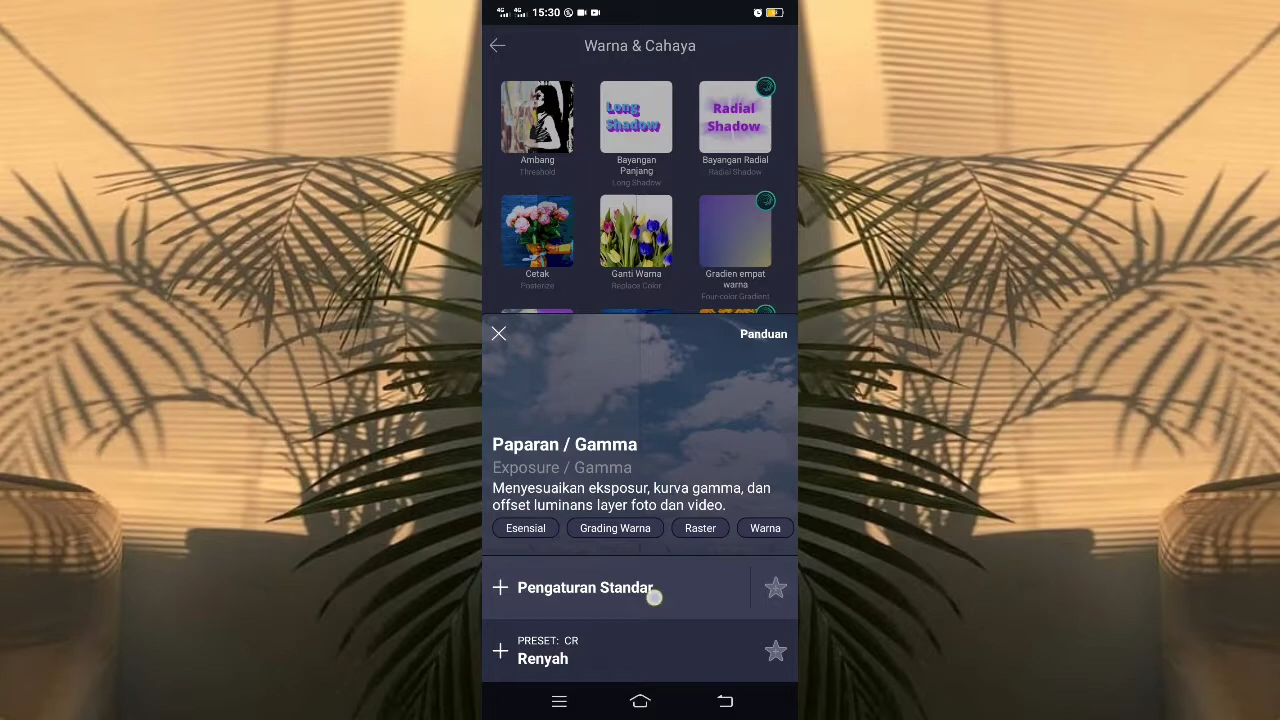 4G 4G 15:30
Warna & Cahaya
Long
Shadow
Radial
Shadow
Ambang
Threshold
Bayangan
Panjang
Long Shadow
Bayangan Radial
Radial Shadow
Cetak
Posterize
Ganti Warna
Replace Color
Gradien empat
warna
Four-color Gradient
Panduan
Paparan / Gamma
Exposure / Gamma
Menyesuaikan eksposur, kurva gamma, dan
offset luminans layer foto dan video.
Esensial
Grading Warna
Raster
Warna
Pengaturan Standar
PRESET: CR
Renyah